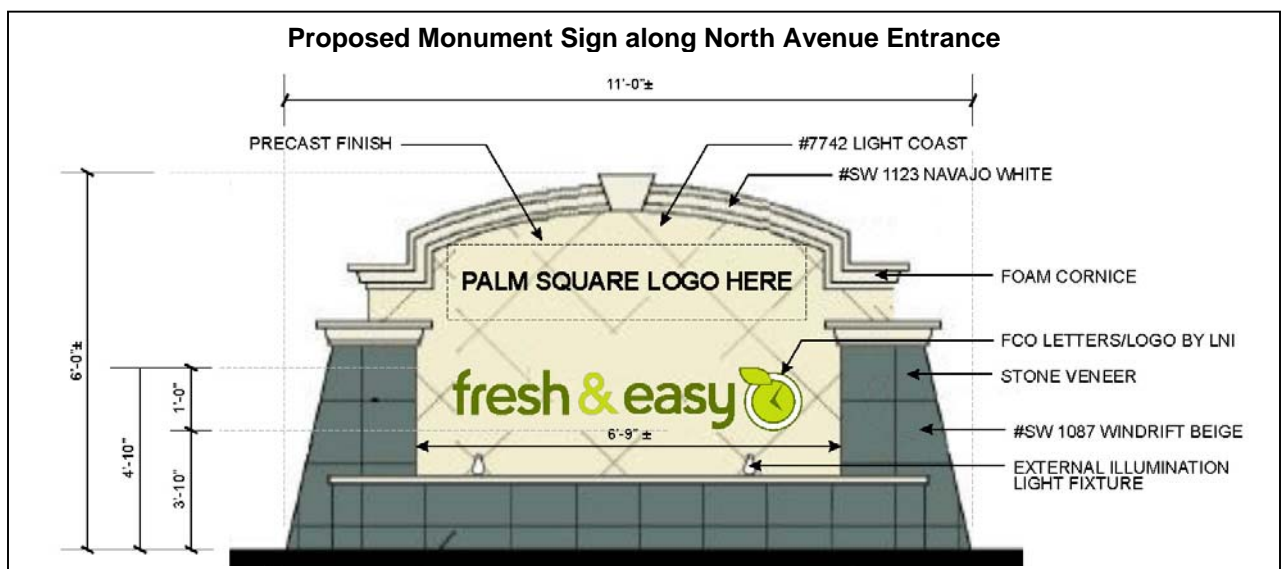 Proposed Monument Sign along North Avenue Entrance
11'-0"±
PRECAST FINISH
#7742 LIGHT COAST
#SW 1123 NAVAJO WHITE
PALM SQUARE LOGO HERE
FOAM CORNICE
6'-0"±
4'-10"
1'-0"
3'-10"
fresh & easy
6'-9" ±
FCO LETTERS/LOGO BY LNI
STONE VENEER
#SW 1087 WINDRIFT BEIGE
EXTERNAL ILLUMINATION
LIGHT FIXTURE